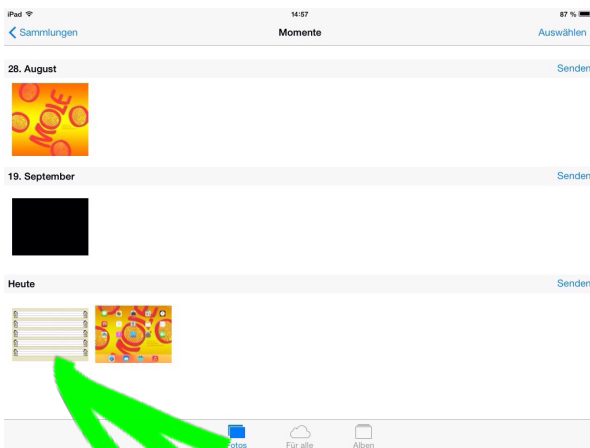 iPad 14:57 87 %
Sammlungen Momente Auswählen
28. August Senden
MOLE
19. September Senden
Heute Senden
MOLE
Fotos Für alle Alben